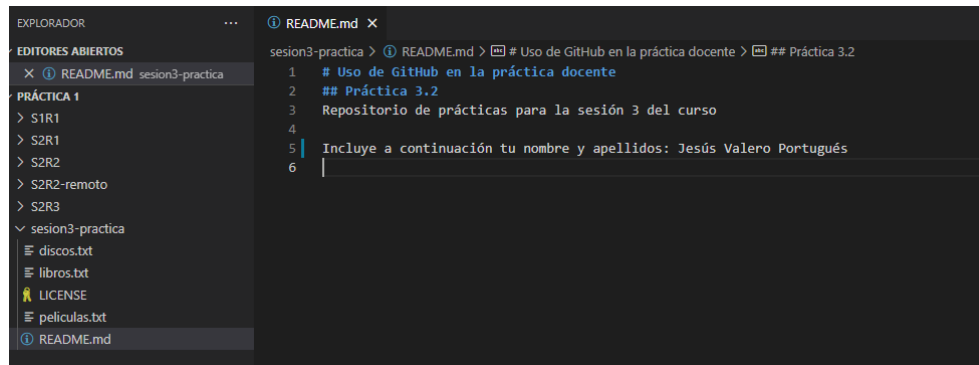 EXPLORADOR
...
EDITORES ABIERTOS
README.md sesion3-practica
PRÁCTICA 1
S1R1
S2R1
S2R2
S2R2-remoto
S2R3
sesion3-practica
discos.txt
libros.txt
LICENSE
peliculas.txt
README.md
README.md
sesion3-practica > README.md > # Uso de GitHub en la práctica docente > ## Práctica 3.2
1 # Uso de GitHub en la práctica docente
2 ## Práctica 3.2
3 Repositorio de prácticas para la sesión 3 del curso
4
5 Incluye a continuación tu nombre y apellidos: Jesús Valero Portugués
6